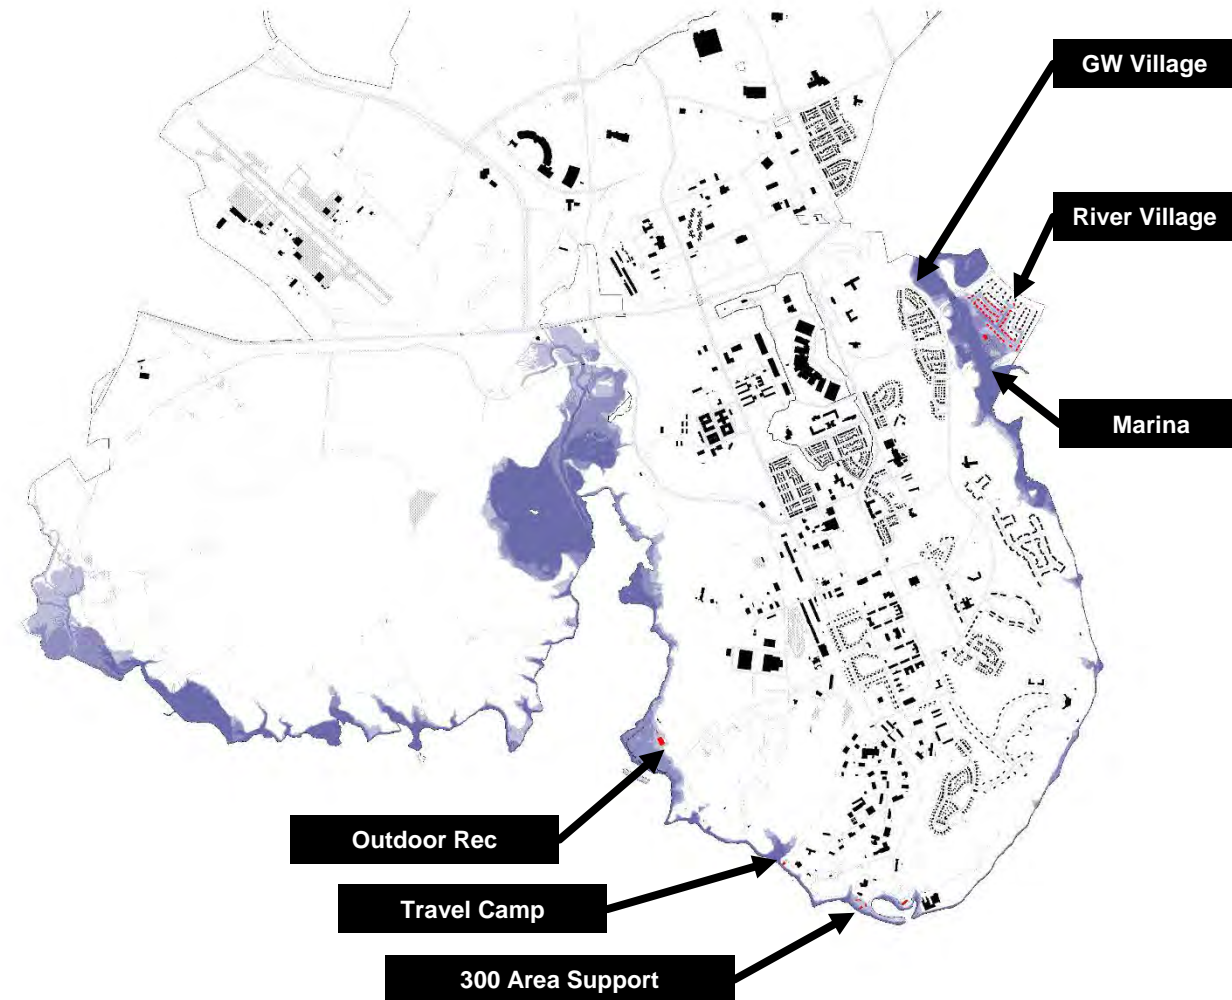 GW Village
River Village
Marina
Outdoor Rec
Travel Camp
300 Area Support